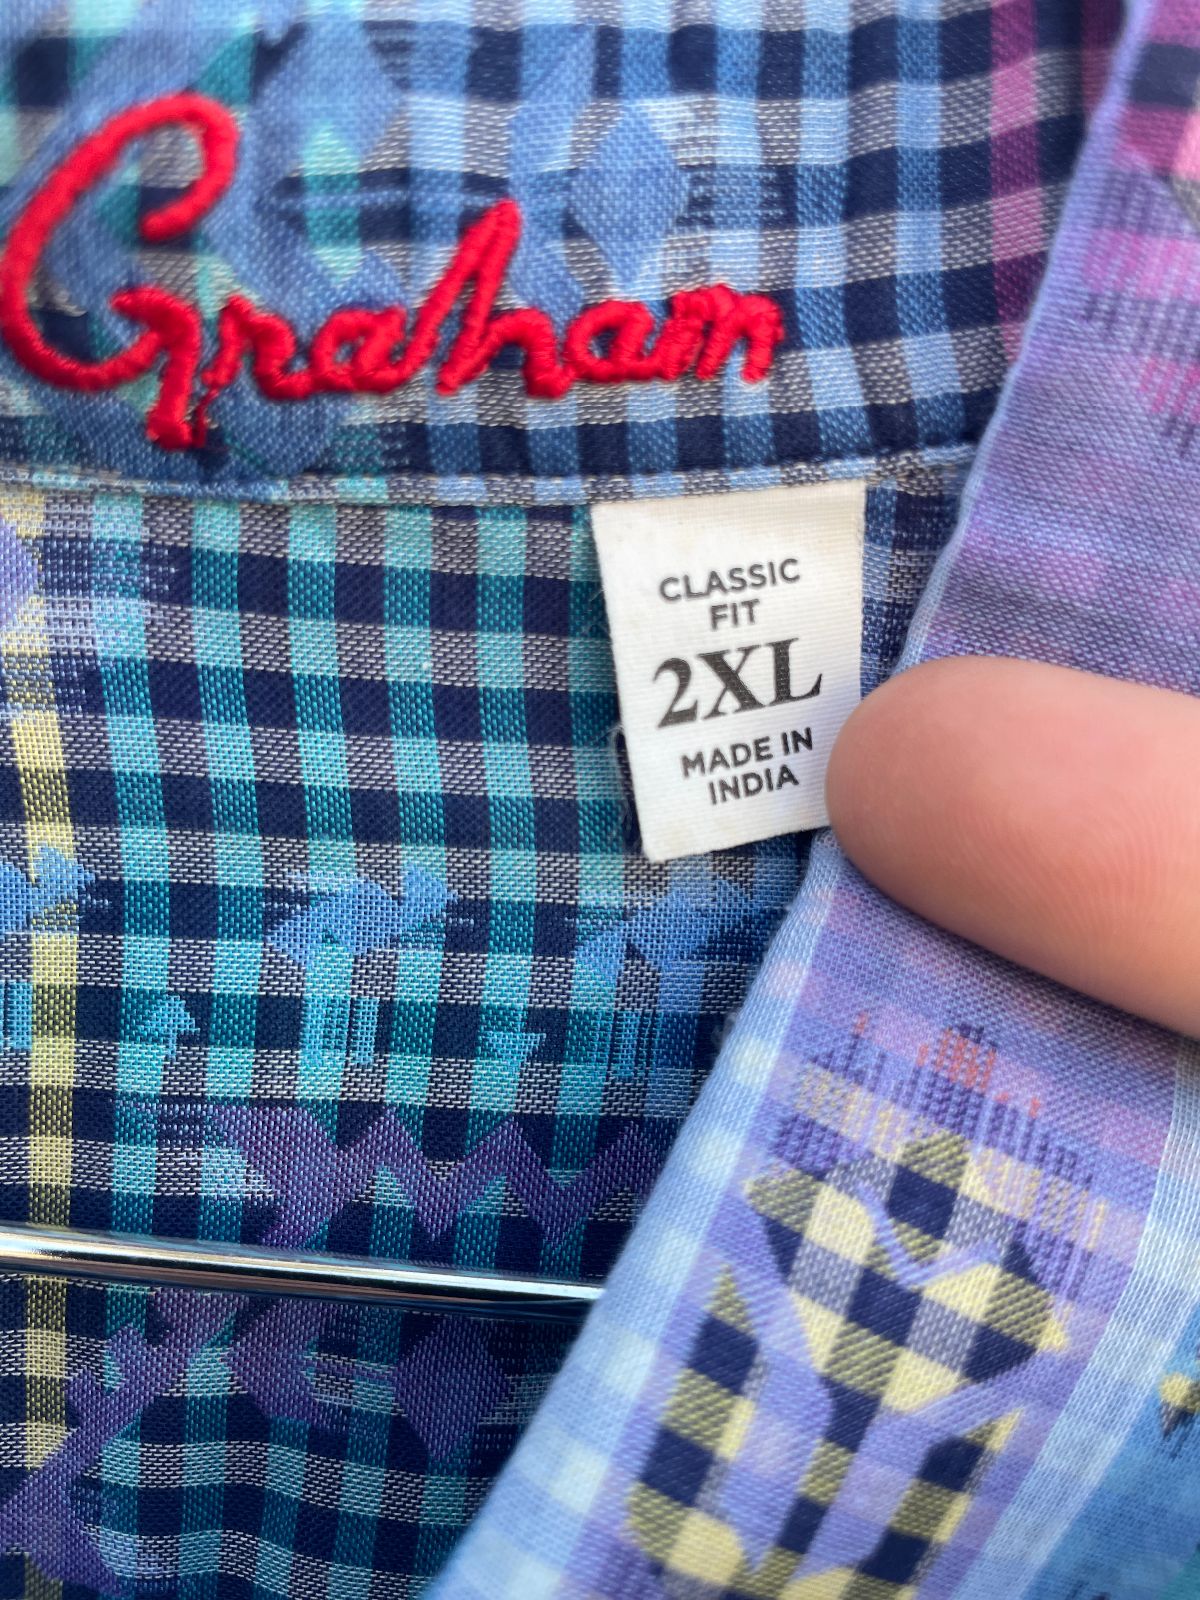 Graham
CLASSIC
FIT
2XL
MADE IN
INDIA